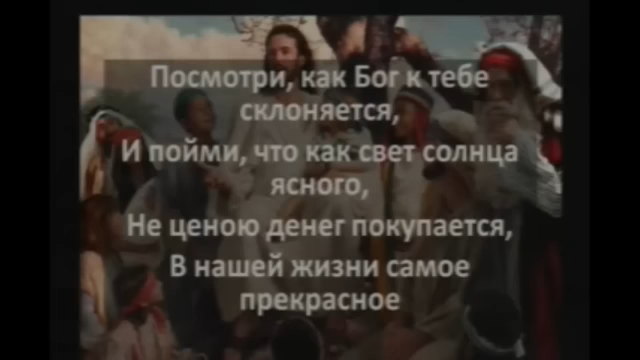 Посмотри, как Бог к тебе
склоняется,
И пойми, что как свет солнца
ясного,
Не ценою денег покупается,
В нашей жизни самое
прекрасное